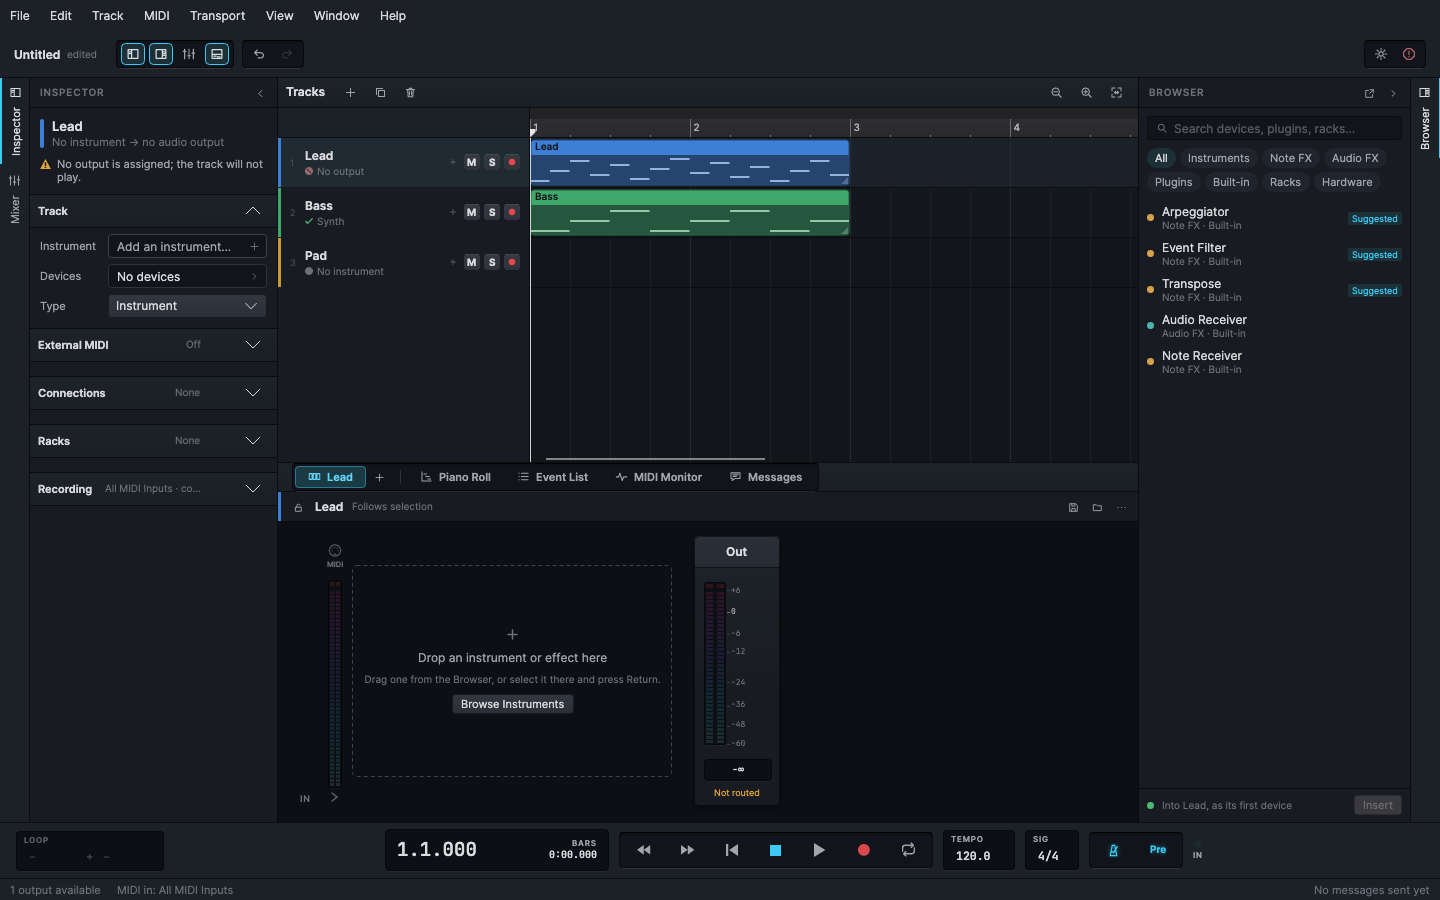 File Edit Track MIDI Transport View Window Help
Untitled edited
INSPECTOR
Inspector
Mixer
Lead
No instrument → no audio output
No output is assigned; the track will not
play.
Track
Instrument Add an instrument... +
Devices No devices
Type Instrument
External MIDI Off
Connections None
Racks None
Recording All MIDI Inputs · co...
Tracks
1 2 3 4
1 Lead + M S
No output
2 Bass + M S
Synth
3 Pad + M S
No instrument
Lead
Bass
Lead + Piano Roll Event List MIDI Monitor Messages
Lead Follows selection
MIDI
IN
+
Drop an instrument or effect here
Drag one from the Browser, or select it there and press Return.
Browse Instruments
Out
+6
0
-6
-12
-24
-36
-48
-60
-∞
Not routed
BROWSER
Browser
Search devices, plugins, racks...
All Instruments Note FX Audio FX
Plugins Built-in Racks Hardware
Arpeggiator Suggested
Note FX · Built-in
Event Filter Suggested
Note FX · Built-in
Transpose Suggested
Note FX · Built-in
Audio Receiver
Audio FX · Built-in
Note Receiver
Note FX · Built-in
Into Lead, as its first device Insert
LOOP
– + –
1.1.000 BARS
0:00.000
TEMPO
120.0
SIG
4/4
Pre
IN
1 output available MIDI in: All MIDI Inputs No messages sent yet